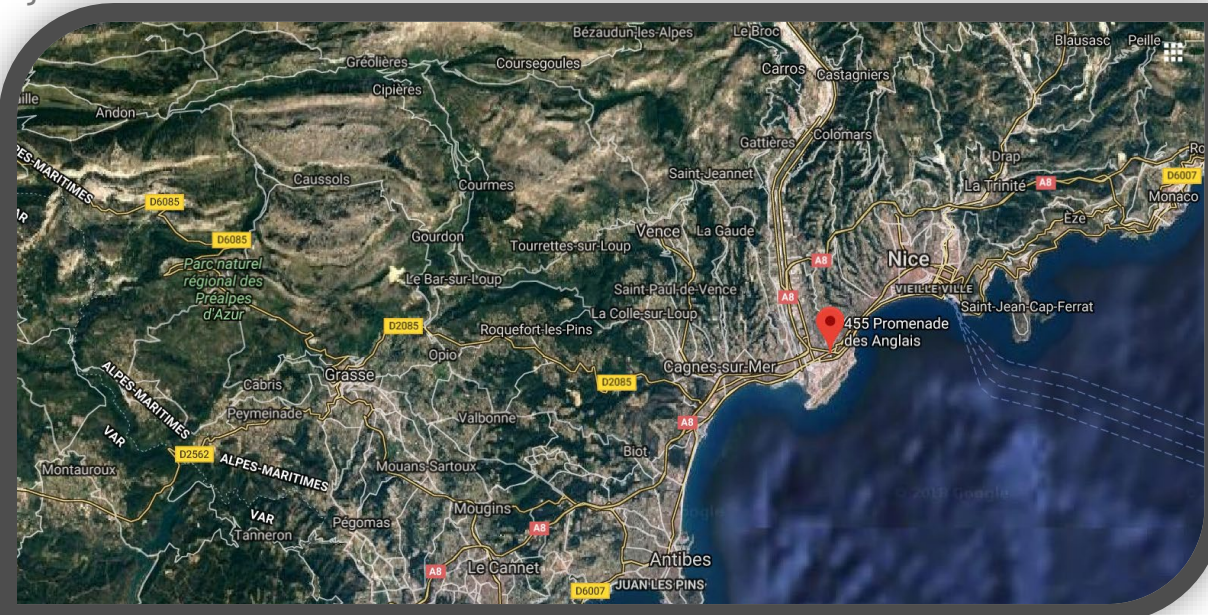 Bézaudun-les-Alpes
Le Broc
Blausasc
Peille
Gréolières
Coursegoules
Carros
Castagniers
Cipières
Andon
Gattières
Colomars
Drap
Saint-Jeannet
La Trinité
A8
D6007
Monaco
Caussols
Courmes
ALPES-MARITIMES
D6085
D6085
Gourdon
Tourrettes-sur-Loup
Vence
La Gaude
Èze
A8
Nice
Parc naturel
régional des
Préalpes
d'Azur
Le Bar-sur-Loup
Saint-Paul-de-Vence
A8
VIEILLE VILLE
Saint-Jean-Cap-Ferrat
La Colle-sur-Loup
D2085
Roquefort-les-Pins
455 Promenade
des Anglais
Opio
Grasse
Cagnes-sur-Mer
D2085
Cabris
ALPES-MARITIMES
VAR
Peymeinade
Valbonne
A8
D2562
Biot
Montauroux
ALPES-MARITIMES
Mouans-Sartoux
VAR
Mougins
Pégomas
Tanneron
A8
Antibes
A8
Le Cannet
D6007
JUAN LES PINS
© 2018 Google